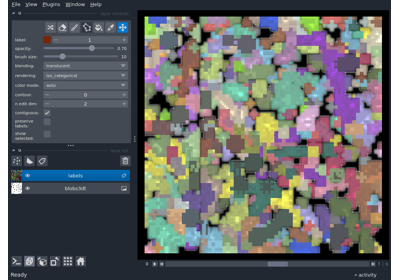 File View Plugins Window Help
label: 1
opacity: 0.70
brush size: 10
blending: translucent
rendering: iso_categorical
color mode: auto
contour: 0
n edit dim: 2
contiguous:
preserve
labels:
show
selected:
labels
blobs3dt
Ready
activity